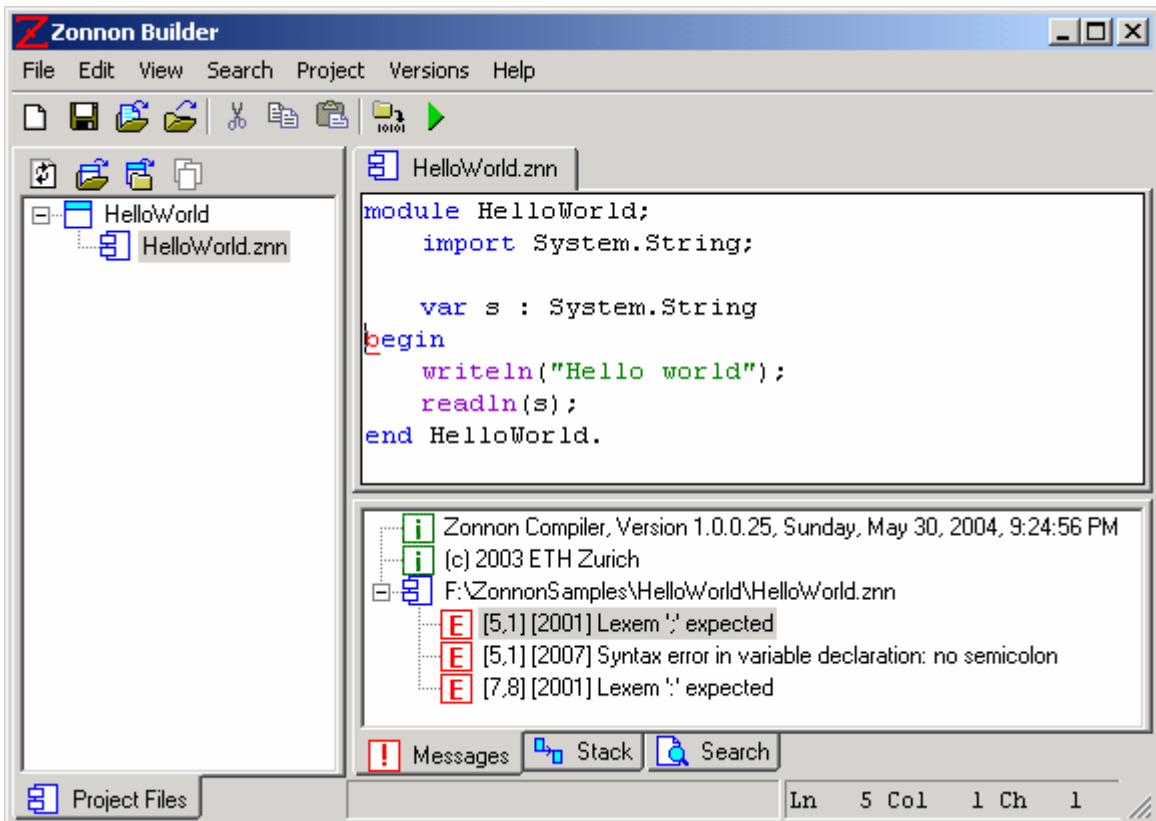 Zonnon Builder
File Edit View Search Project Versions Help
HelloWorld
HelloWorld.znn
HelloWorld.znn
module HelloWorld;
import System.String;
var s : System.String
begin
writeln("Hello world");
readln(s);
end HelloWorld.
Zonnon Compiler, Version 1.0.0.25, Sunday, May 30, 2004, 9:24:56 PM
(c) 2003 ETH Zurich
F:\ZonnonSamples\HelloWorld\HelloWorld.znn
[5,1] [2001] Lexem ';' expected
[5,1] [2007] Syntax error in variable declaration: no semicolon
[7,8] [2001] Lexem ':' expected
Messages Stack Search
Project Files
Ln 5 Col 1 Ch 1